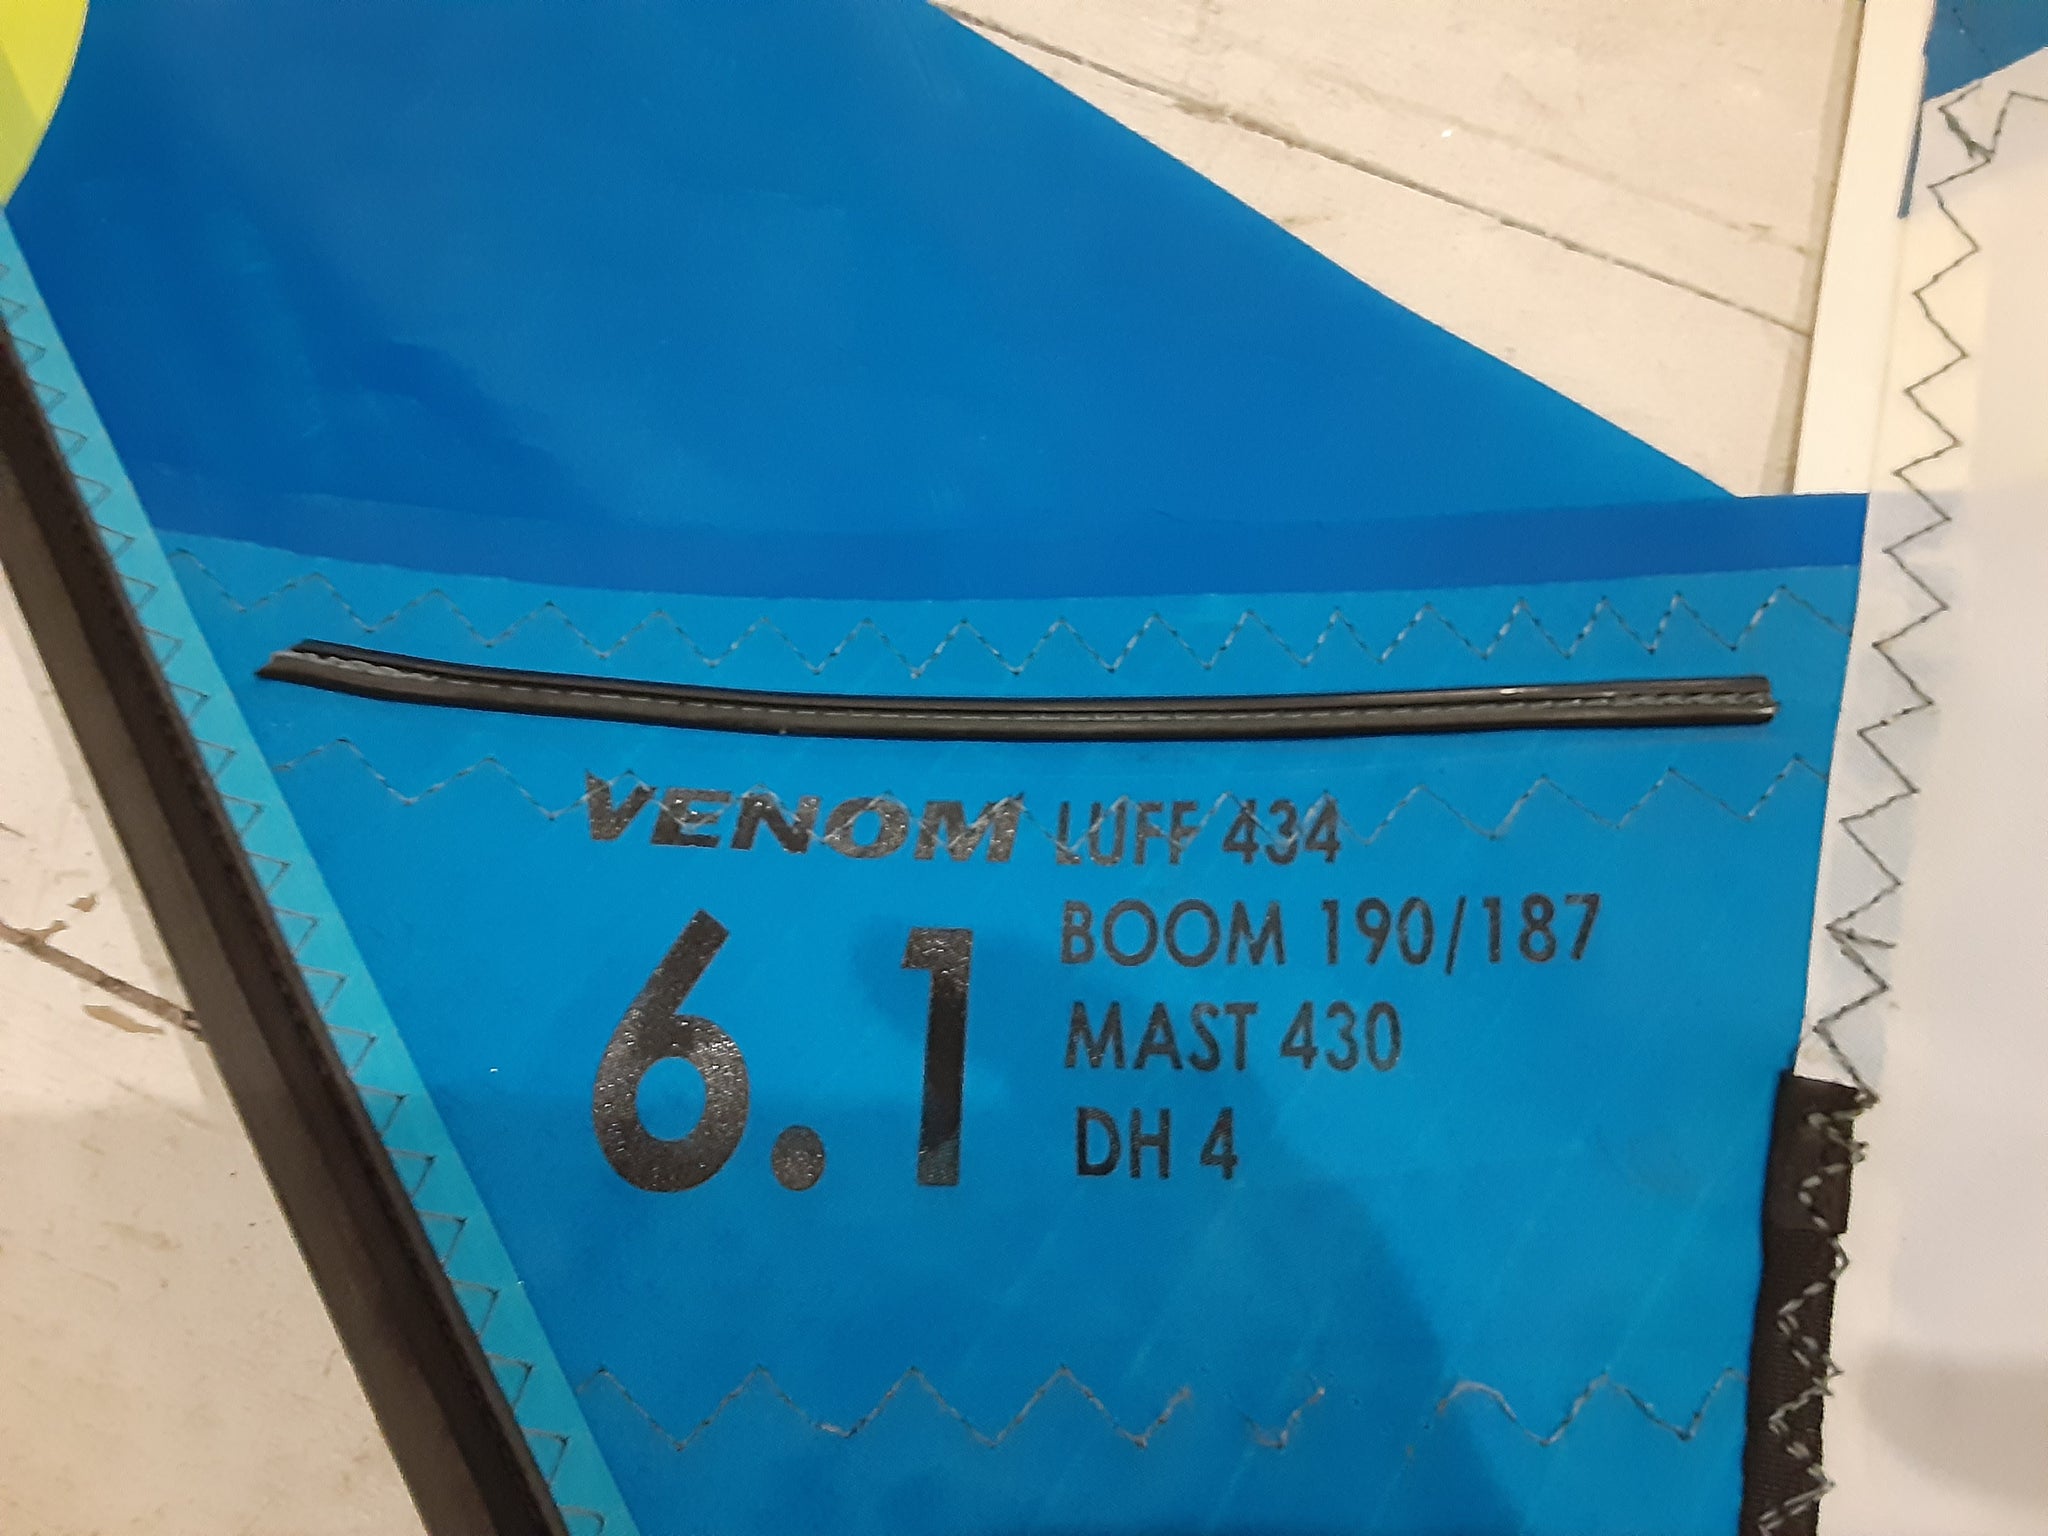 VENOM
6.1
LUFF 434
BOOM 190/187
MAST 430
DH 4